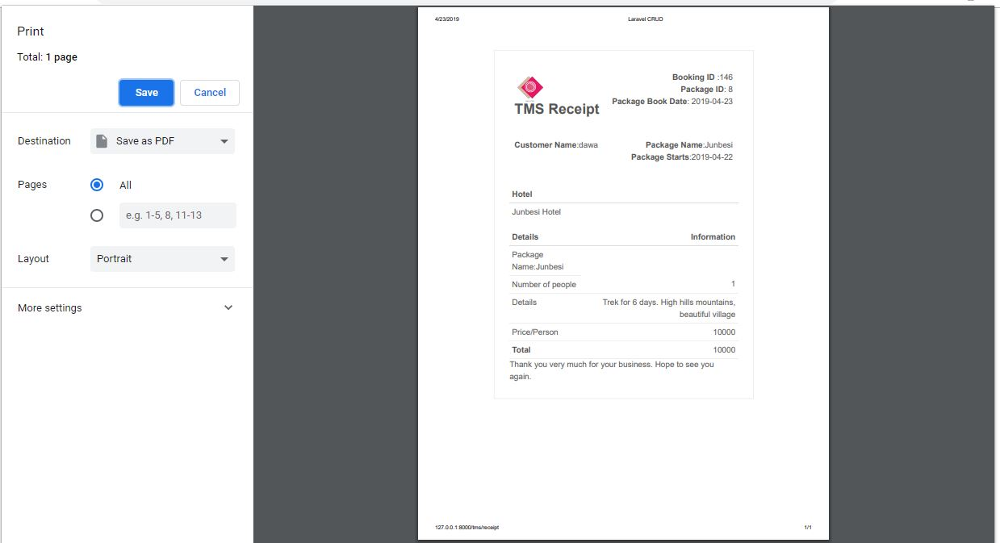 Print
Total: 1 page
Save Cancel
Destination Save as PDF
Pages All
e.g. 1-5, 8, 11-13
Layout Portrait
More settings
4/23/2019 Laravel CRUD
Booking ID :146
Package ID: 8
Package Book Date: 2019-04-23
TMS Receipt
Customer Name:dawa Package Name:Junbesi
Package Starts:2019-04-22
Hotel
Junbesi Hotel
Details Information
Package
Name:Junbesi
Number of people 1
Details Trek for 6 days. High hills mountains,
beautiful village
Price/Person 10000
Total 10000
Thank you very much for your business. Hope to see you
again.
127.0.0.1:8000/tms/receipt 1/1